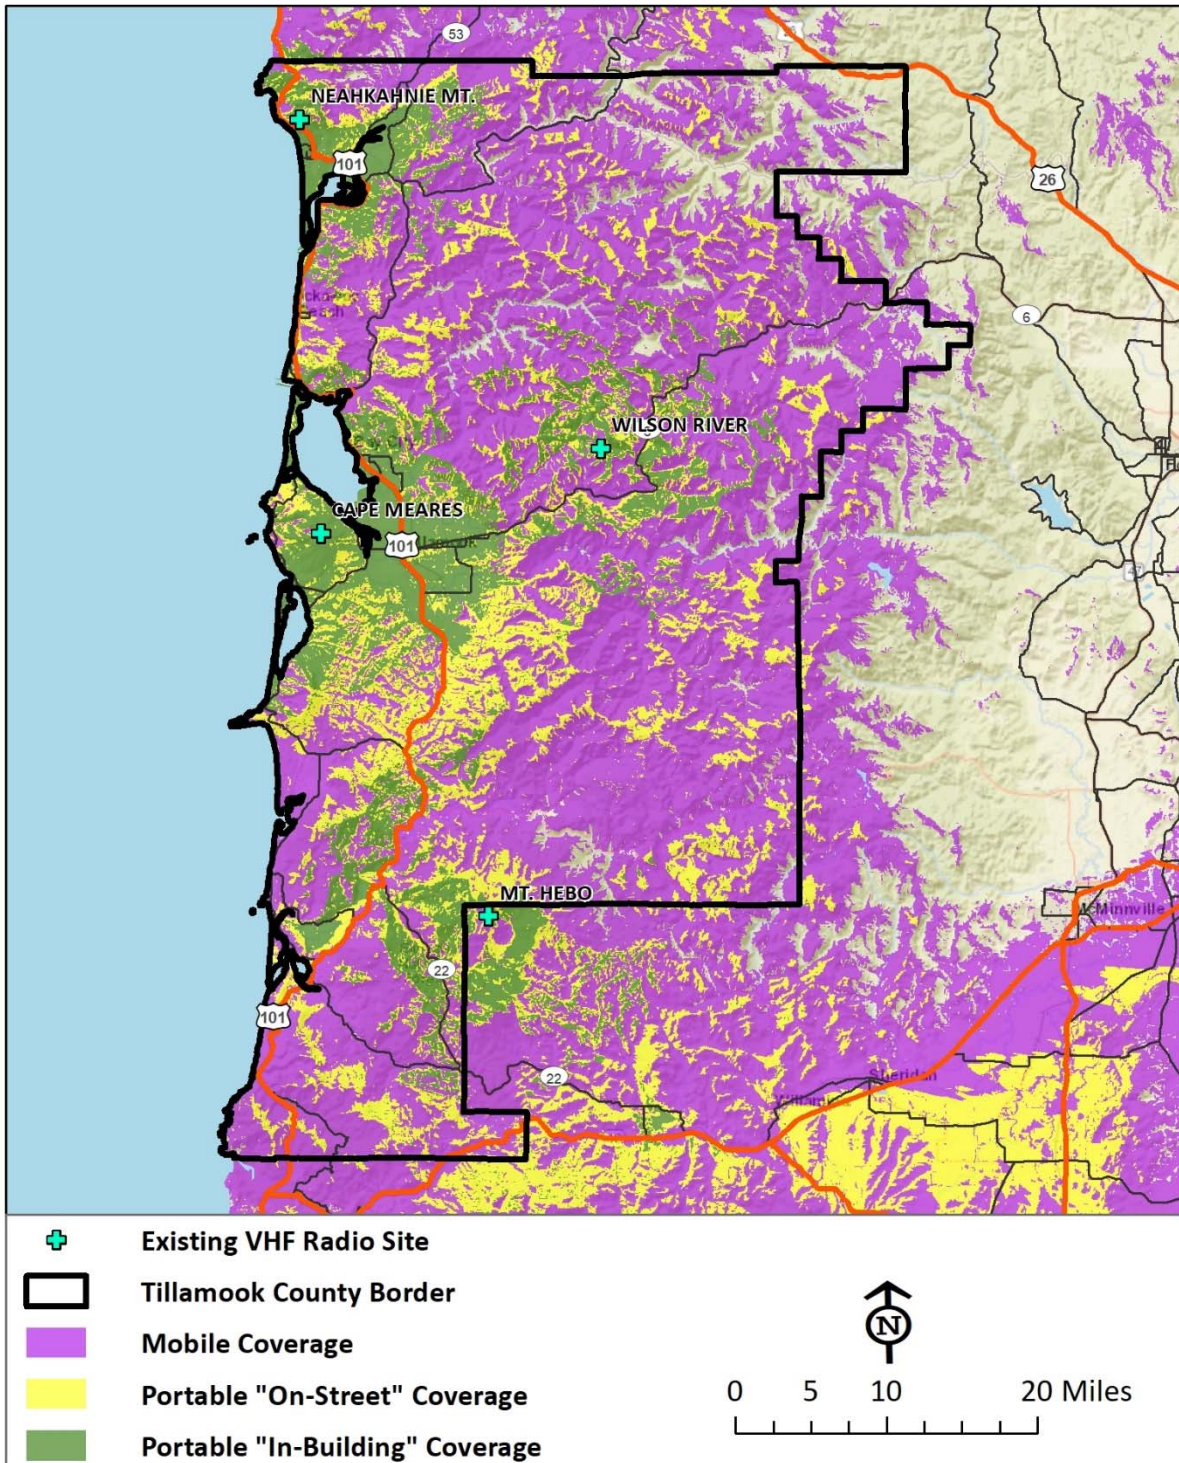 53
NEAHKAHNIE MT.
101
26
Beach
6
WILSON RIVER
CAPE MEARES
101
47
MT. HEBO
McMinnville
22
101
22
Sheridan
Existing VHF Radio Site
Tillamook County Border
Mobile Coverage
Portable "On-Street" Coverage
Portable "In-Building" Coverage
N
0 5 10 20 Miles